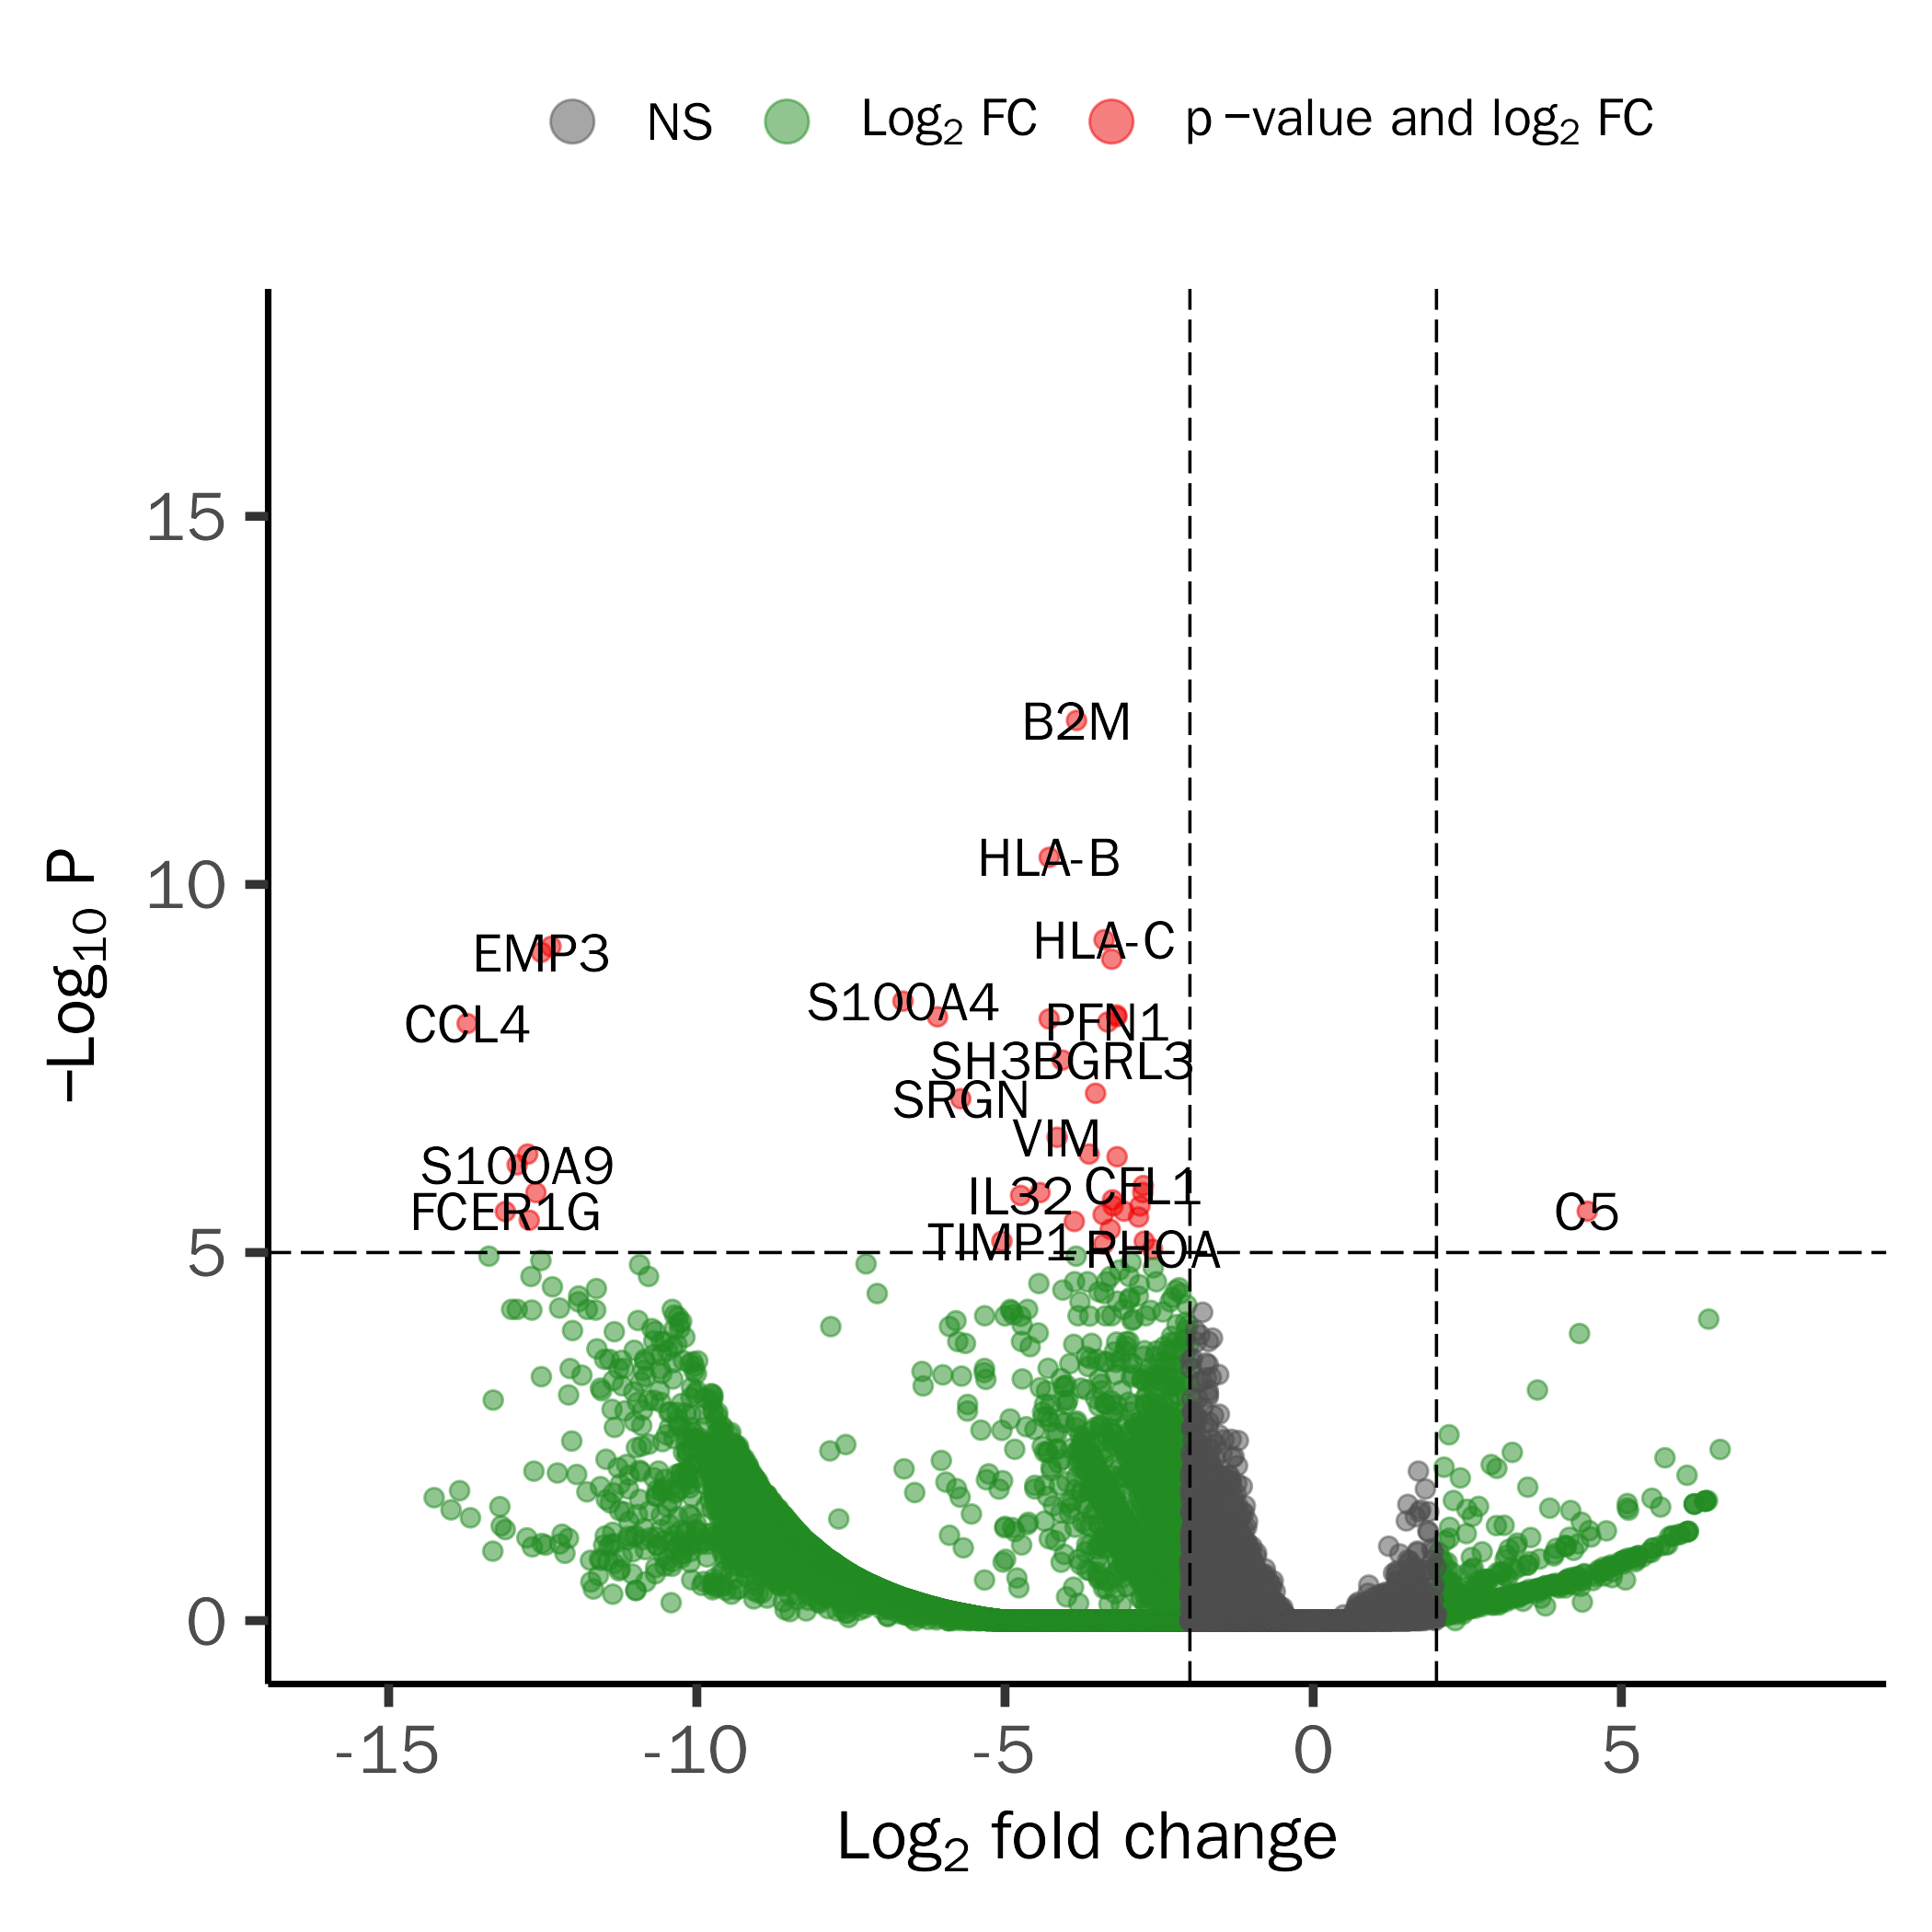 NS Log2 FC p −value and log2 FC
−Log10 P
15
10
5
0
B2M
HLA-B
HLA-C
EMP3
S100A4
CCL4
PFN1
SH3BGRL3
SRGN
VIM
S100A9
CFL1
IL32
FCER1G
C5
TIMP1
RHOA
-15 -10 -5 0 5
Log2 fold change